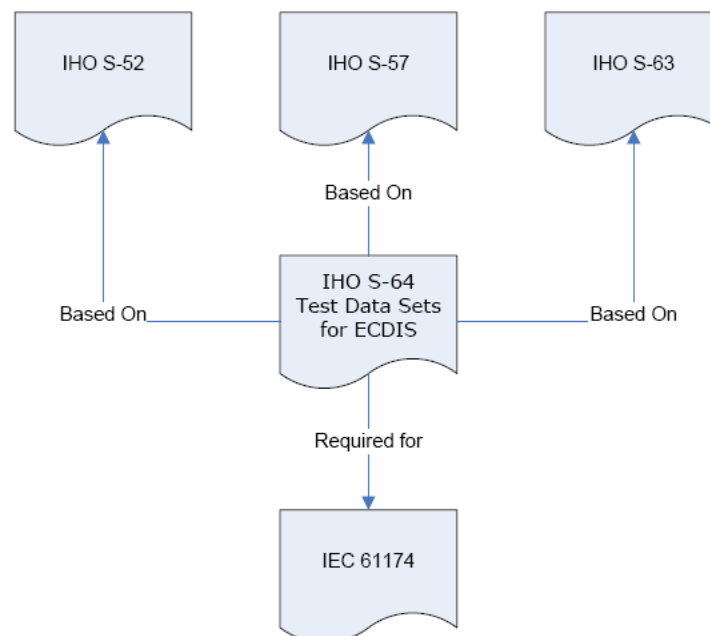 IHO S-52
IHO S-57
IHO S-63
Based On
IHO S-64
Test Data Sets
for ECDIS
Based On
Based On
Required for
IEC 61174